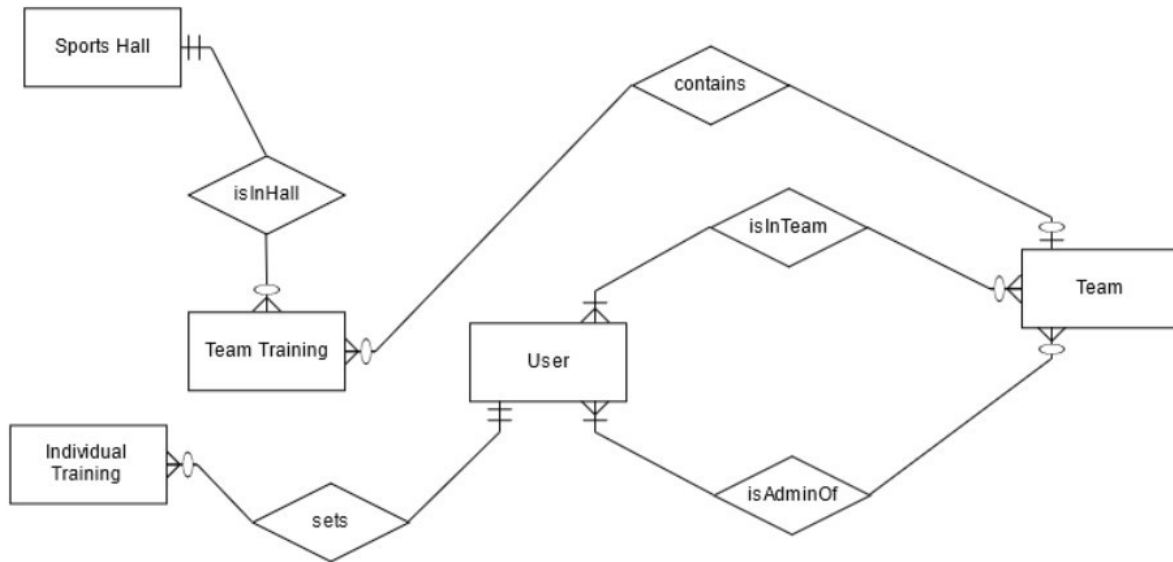 Sports Hall
contains
isInHall
isInTeam
Team
Team Training
User
Individual
Training
isAdminOf
sets